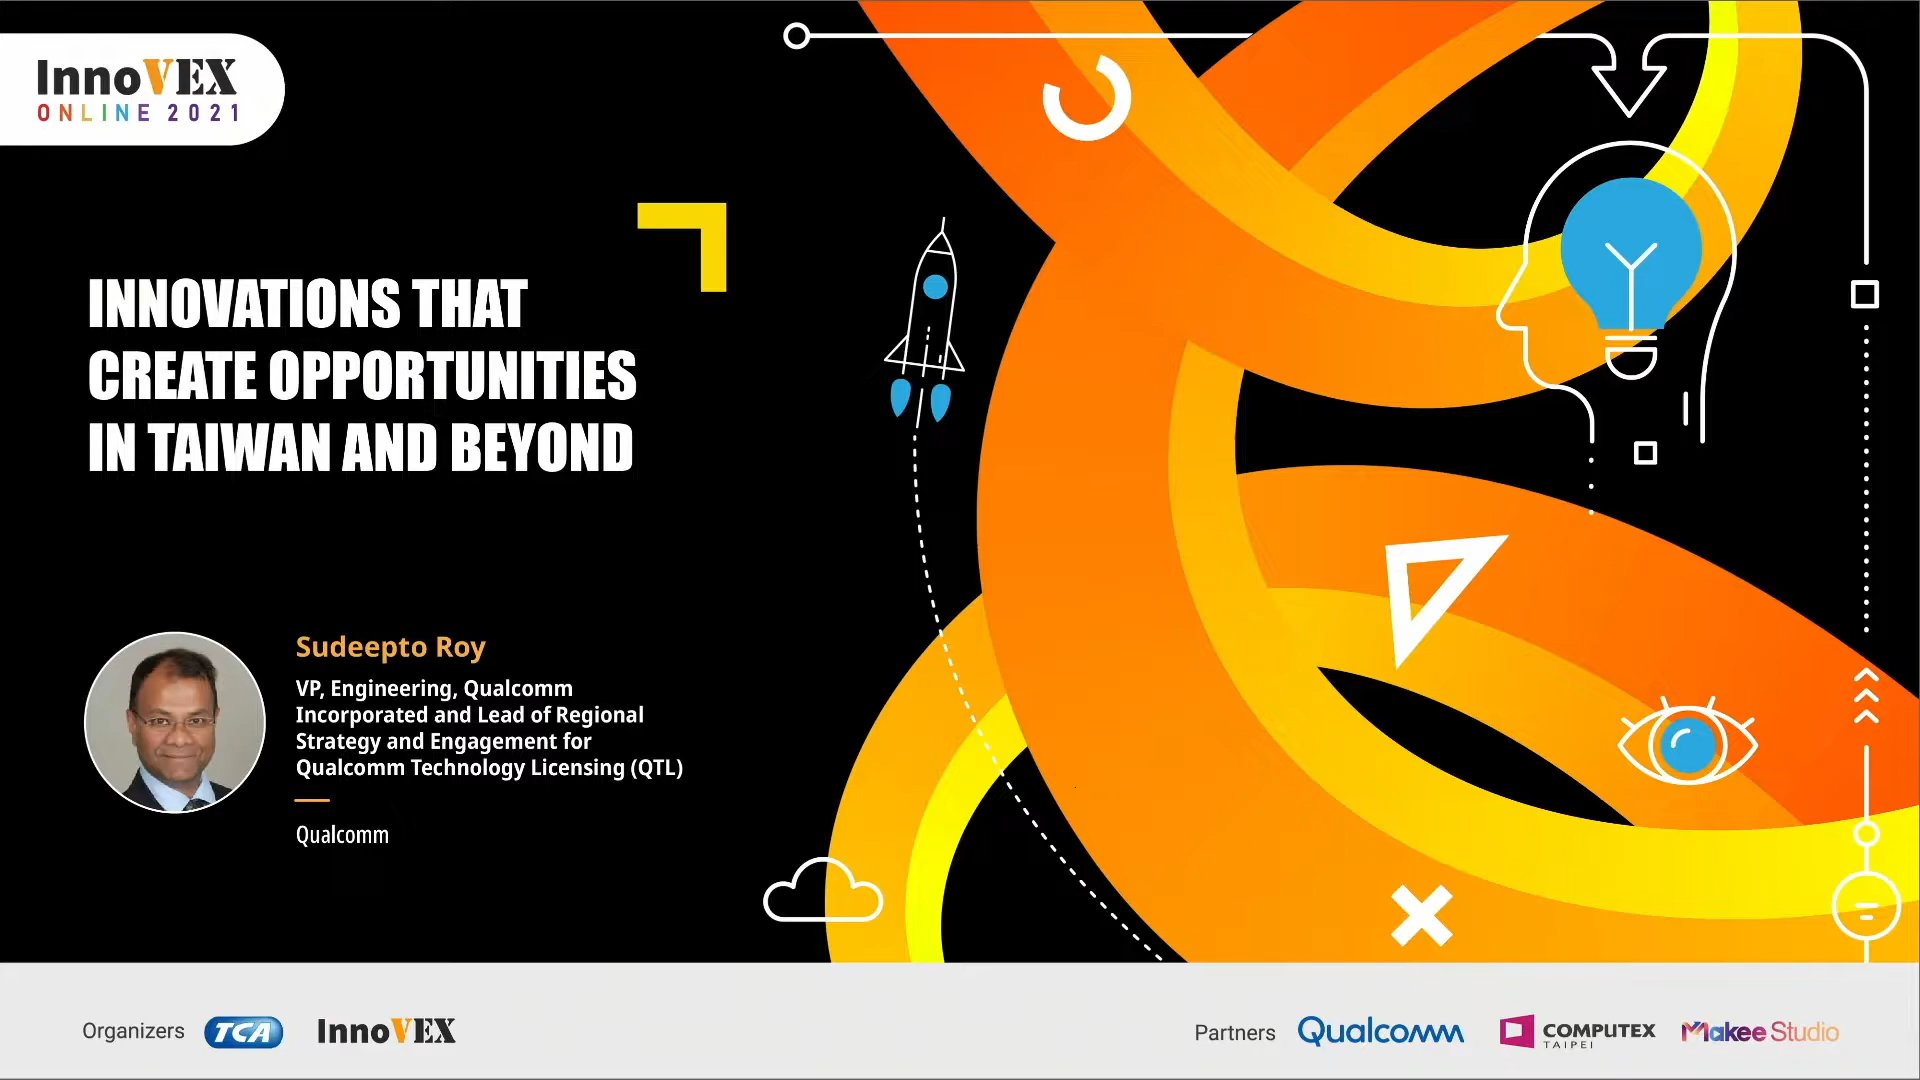 InnoVEX
ONLINE 2021
INNOVATIONS THAT
CREATE OPPORTUNITIES
IN TAIWAN AND BEYOND
Sudeepto Roy
VP, Engineering, Qualcomm
Incorporated and Lead of Regional
Strategy and Engagement for
Qualcomm Technology Licensing (QTL)
Qualcomm
Organizers TCA InnoVEX
Partners Qualcomm COMPUTEX TAIPEI Makee Studio